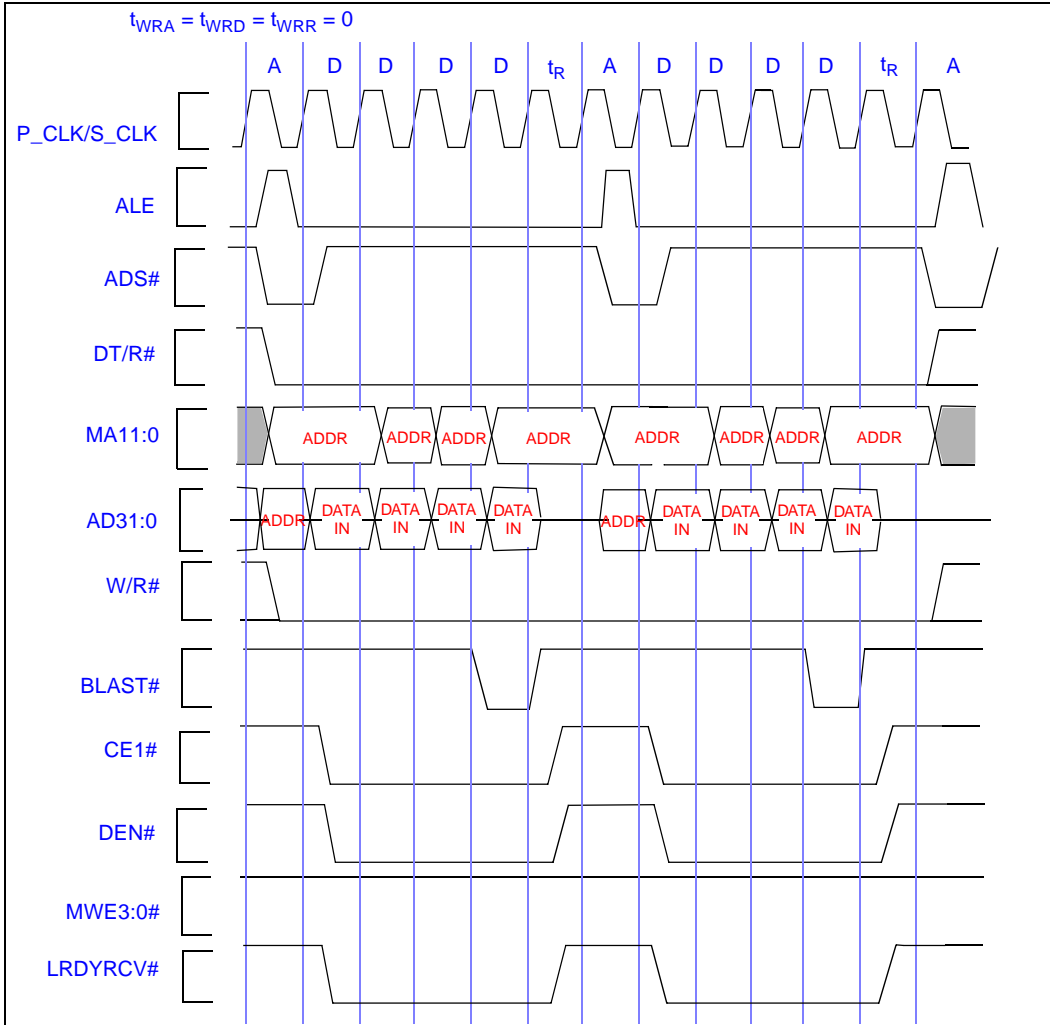 tWRA = tWRD = tWRR = 0
A D D D D tR A D D D D tR A
P_CLK/S_CLK
ALE
ADS#
DT/R#
MA11:0 ADDR ADDR ADDR ADDR ADDR ADDR ADDR ADDR
AD31:0 ADDR DATA IN DATA IN DATA IN DATA IN ADDR DATA IN DATA IN DATA IN DATA IN
W/R#
BLAST#
CE1#
DEN#
MWE3:0#
LRDYRCV#